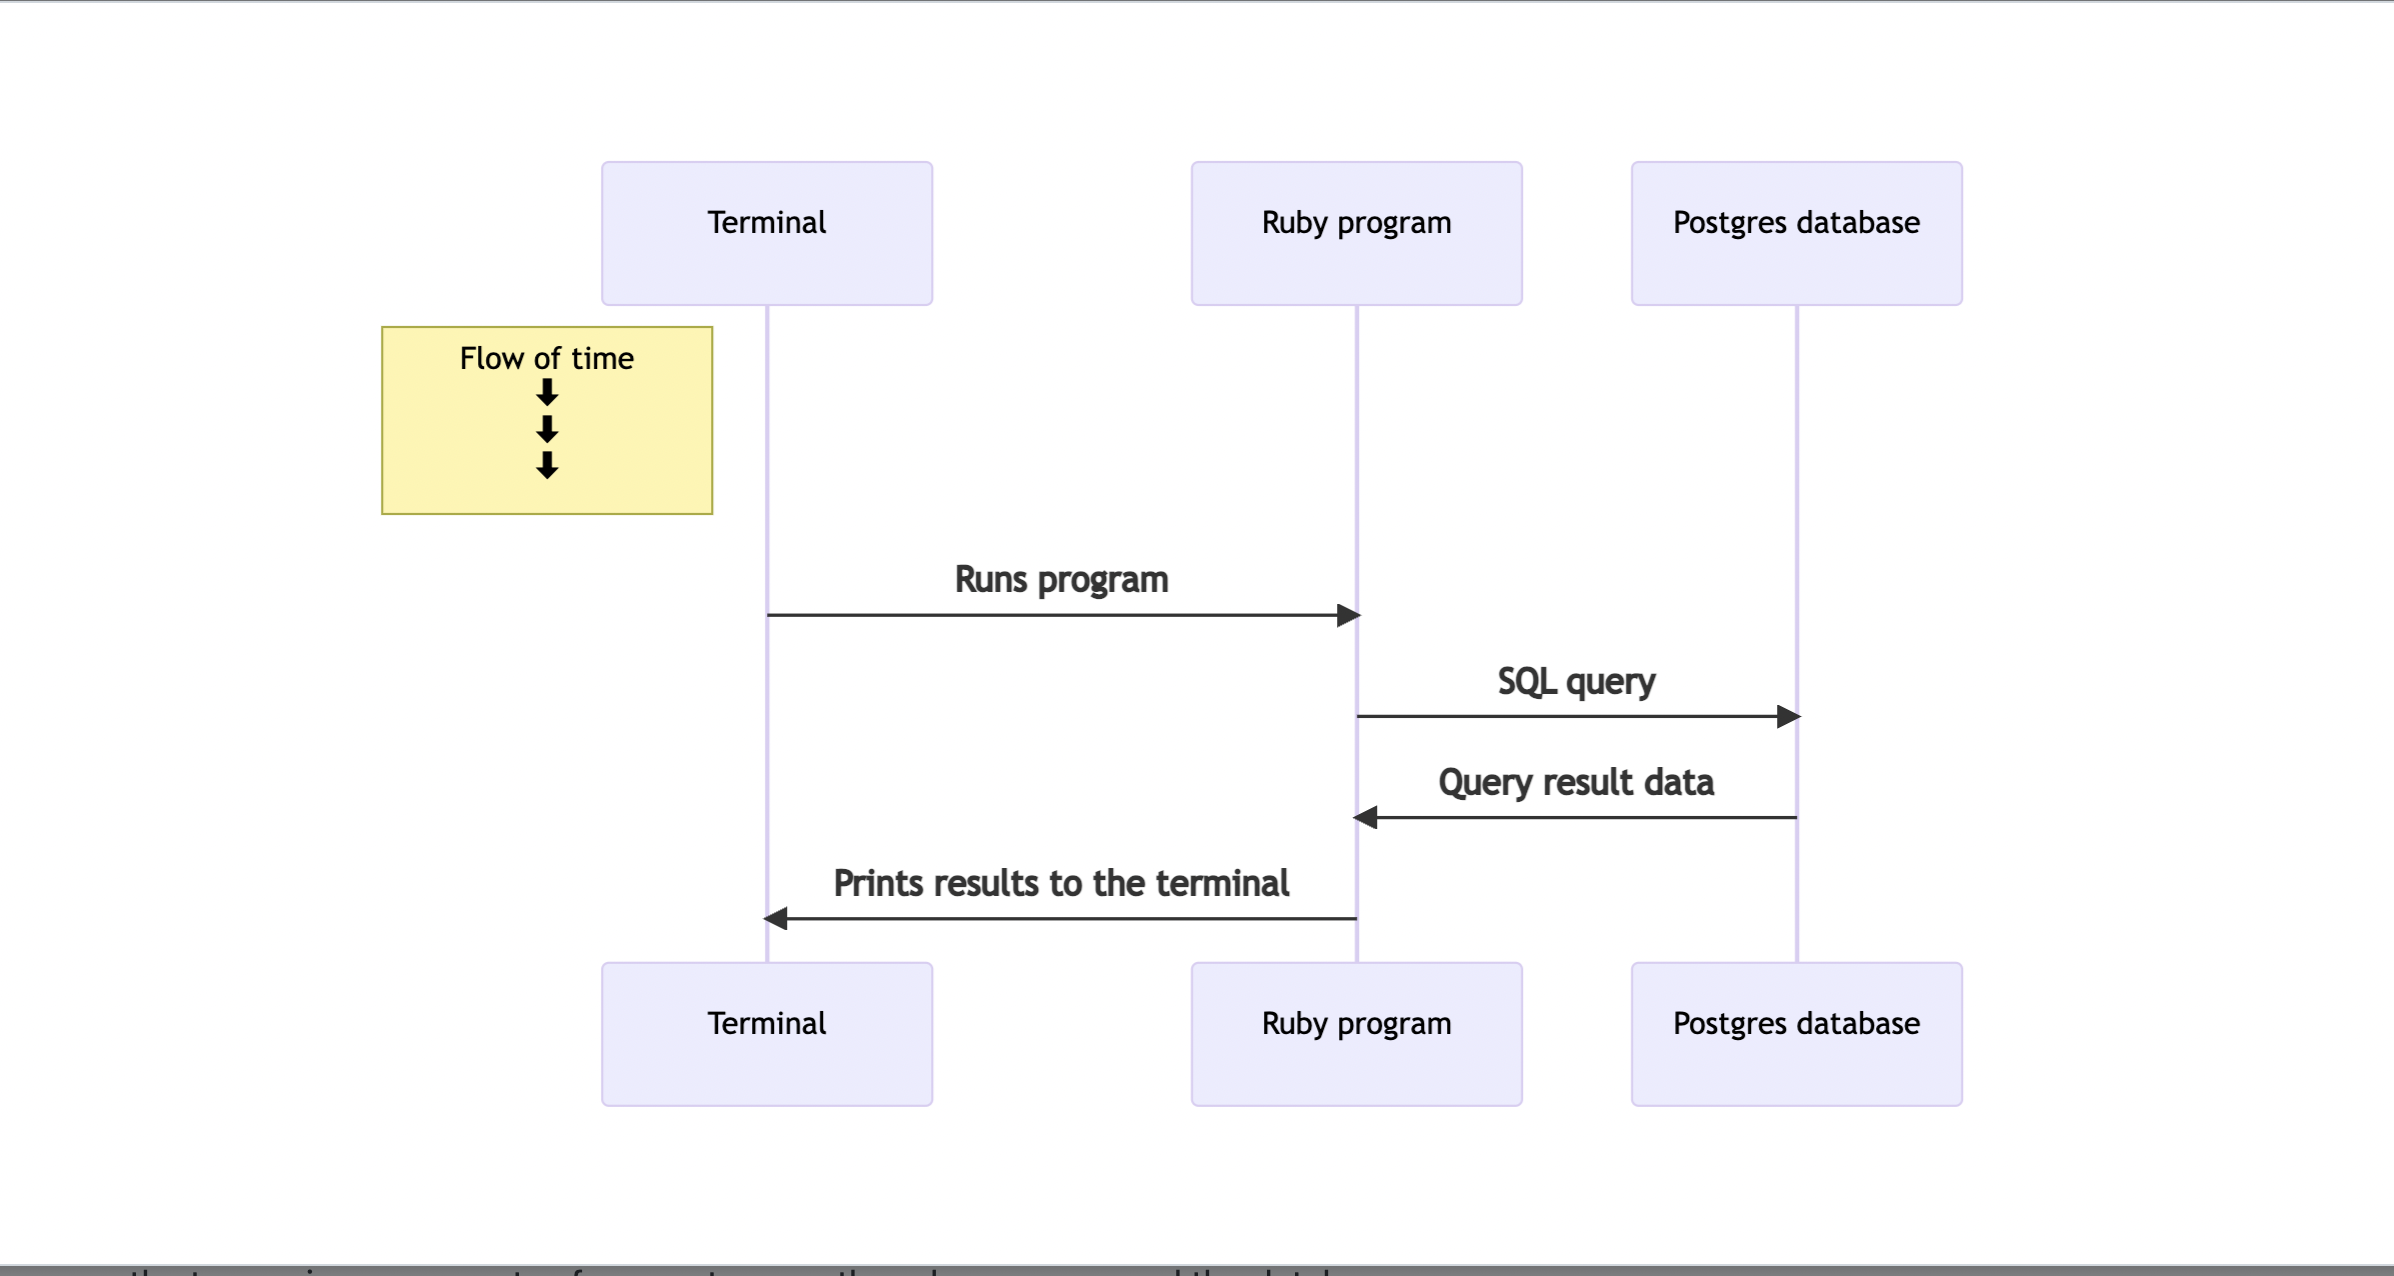 Terminal
Ruby program
Postgres database
Flow of time
⬇
⬇
⬇
Runs program
SQL query
Query result data
Prints results to the terminal
Terminal
Ruby program
Postgres database